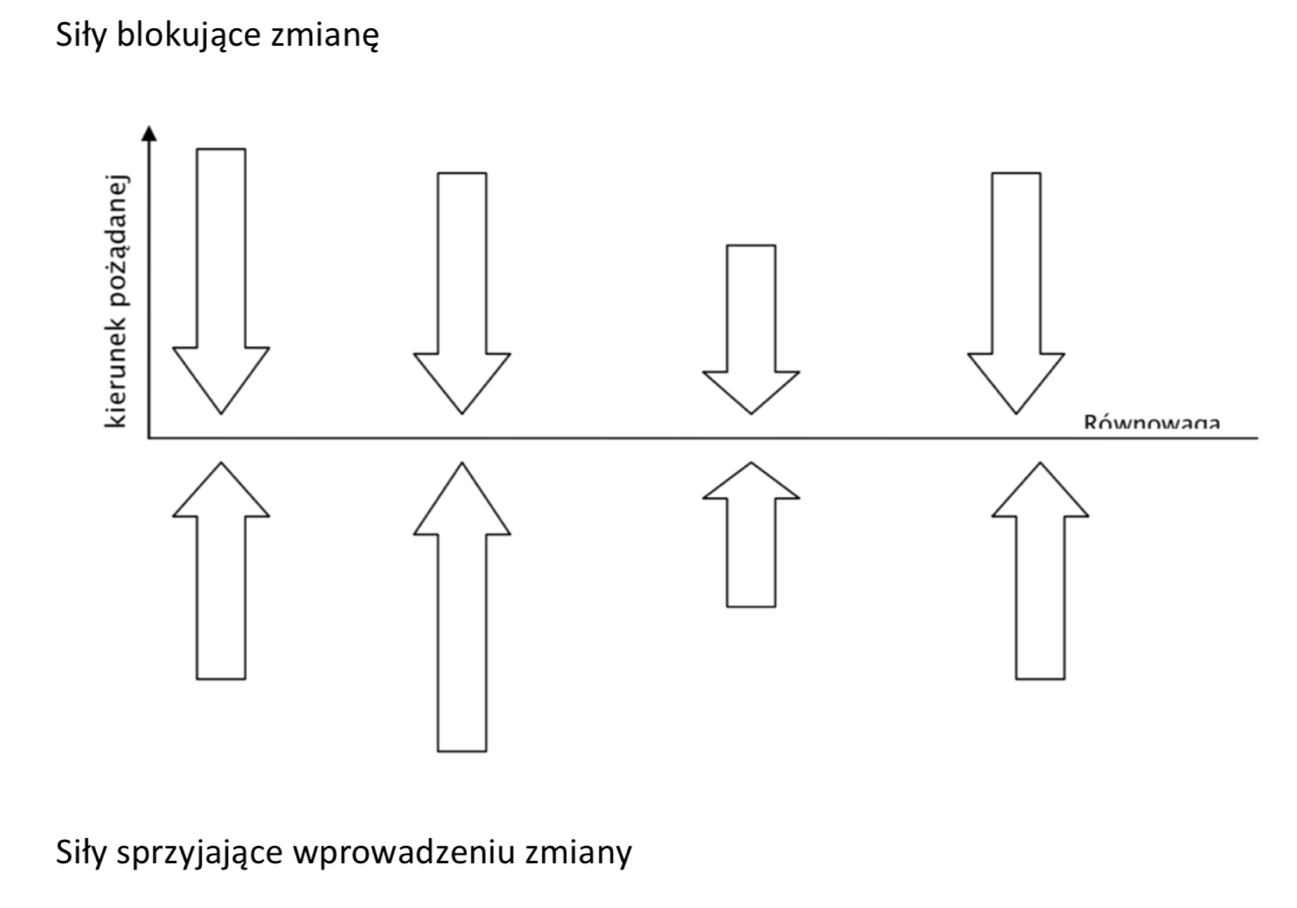 Siły blokujące zmianę
kierunek pożądanej
Równowaga
Siły sprzyjające wprowadzeniu zmiany